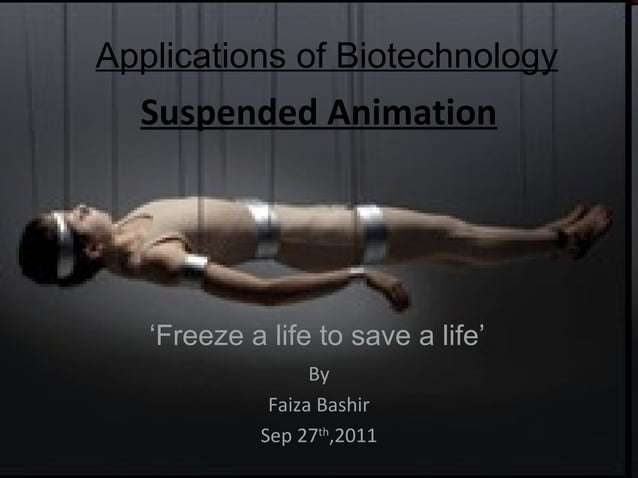 Applications of Biotechnology
Suspended Animation
‘Freeze a life to save a life’
By
Faiza Bashir
Sep 27th,2011